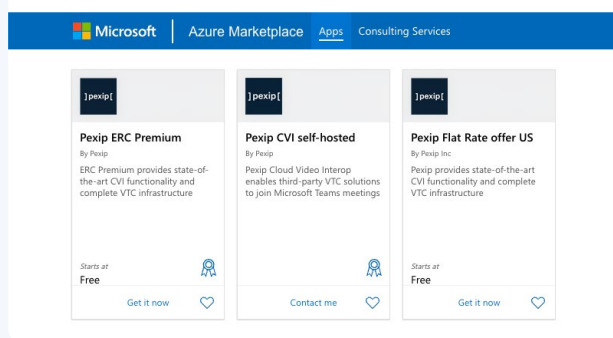 Microsoft
Azure Marketplace
Apps
Consulting Services
]pexip[
Pexip ERC Premium
By Pexip
ERC Premium provides state-of-
the-art CVI functionality and
complete VTC infrastructure
Starts at
Free
Get it now
]pexip[
Pexip CVI self-hosted
By Pexip
Pexip Cloud Video Interop
enables third-party VTC solutions
to join Microsoft Teams meetings
Contact me
]pexip[
Pexip Flat Rate offer US
By Pexip Inc
Pexip provides state-of-the-art
CVI functionality and complete
VTC infrastructure
Starts at
Free
Get it now